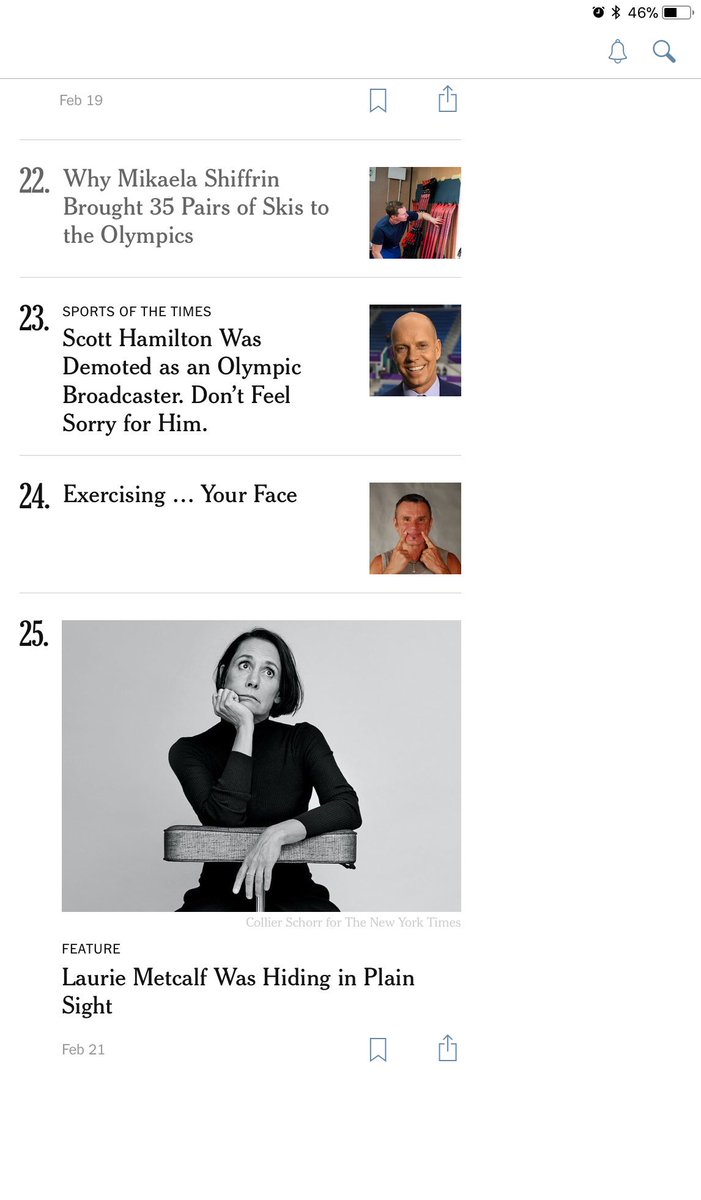 46%
Feb 19
22. Why Mikaela Shiffrin
Brought 35 Pairs of Skis to
the Olympics
23. SPORTS OF THE TIMES
Scott Hamilton Was
Demoted as an Olympic
Broadcaster. Don’t Feel
Sorry for Him.
24. Exercising … Your Face
25.
Collier Schorr for The New York Times
FEATURE
Laurie Metcalf Was Hiding in Plain
Sight
Feb 21